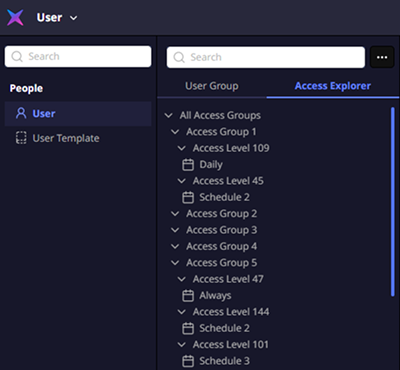 User
Search
People
User
User Template
Search
...
User Group
Access Explorer
All Access Groups
Access Group 1
Access Level 109
Daily
Access Level 45
Schedule 2
Access Group 2
Access Group 3
Access Group 4
Access Group 5
Access Level 47
Always
Access Level 144
Schedule 2
Access Level 101
Schedule 3